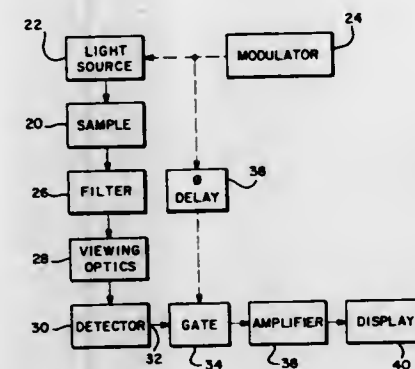 22
LIGHT
SOURCE
MODULATOR
24
20
SAMPLE
26
FILTER
θ
DELAY
38
28
VIEWING
OPTICS
30
DETECTOR
32
GATE
34
AMPLIFIER
36
DISPLAY
40